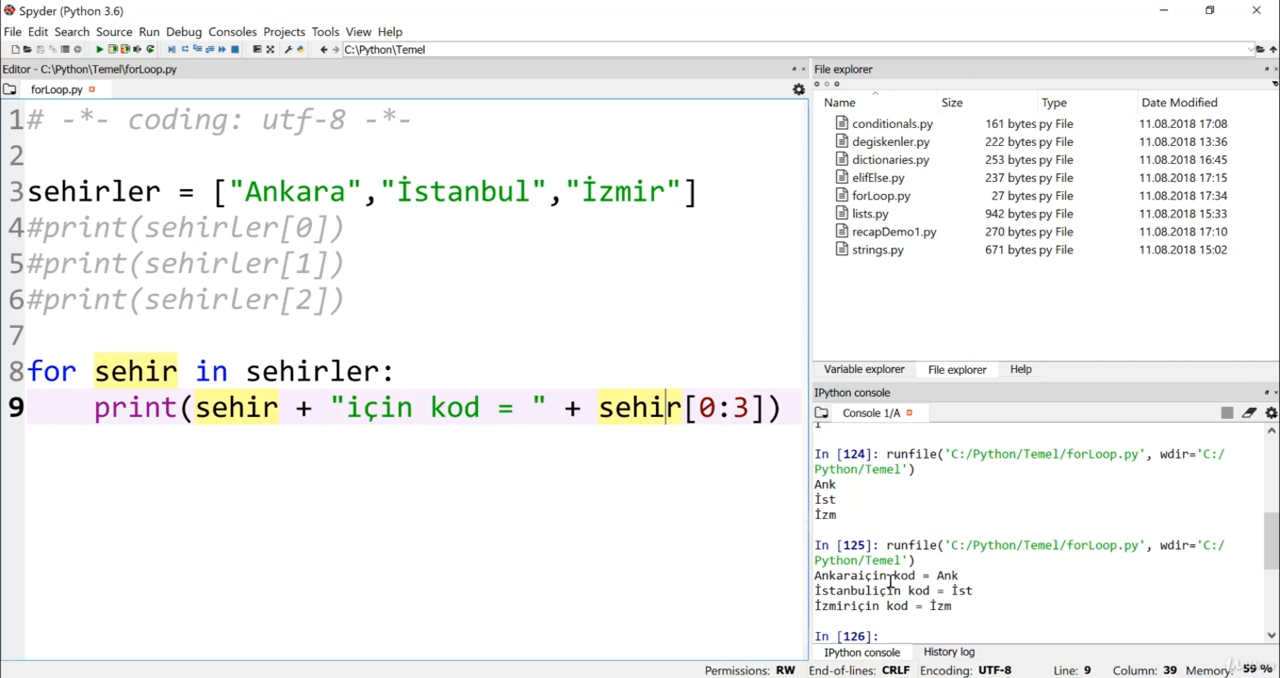 Spyder (Python 3.6)
File Edit Search Source Run Debug Consoles Projects Tools View Help
C:\Python\Temel
Editor - C:\Python\Temel\forLoop.py
forLoop.py
1# -*- coding: utf-8 -*-
2
3sehirler = ["Ankara","İstanbul","İzmir"]
4#print(sehirler[0])
5#print(sehirler[1])
6#print(sehirler[2])
7
8for sehir in sehirler:
9    print(sehir + "için kod = " + sehir[0:3])
File explorer
Name Size Type Date Modified
conditionals.py 161 bytes py File 11.08.2018 17:08
degiskenler.py 222 bytes py File 11.08.2018 13:36
dictionaries.py 253 bytes py File 11.08.2018 16:45
elifElse.py 237 bytes py File 11.08.2018 17:15
forLoop.py 27 bytes py File 11.08.2018 17:34
lists.py 942 bytes py File 11.08.2018 15:33
recapDemo1.py 270 bytes py File 11.08.2018 17:10
strings.py 671 bytes py File 11.08.2018 15:02
Variable explorer File explorer Help
IPython console
Console 1/A
In [124]: runfile('C:/Python/Temel/forLoop.py', wdir='C:/
Python/Temel')
Ank
İst
İzm
In [125]: runfile('C:/Python/Temel/forLoop.py', wdir='C:/
Python/Temel')
Ankaraiçin kod = Ank
İstanbuliçin kod = İst
İzmiriçin kod = İzm
In [126]:
IPython console History log
Permissions: RW End-of-lines: CRLF Encoding: UTF-8 Line: 9 Column: 39 Memory: 59 %